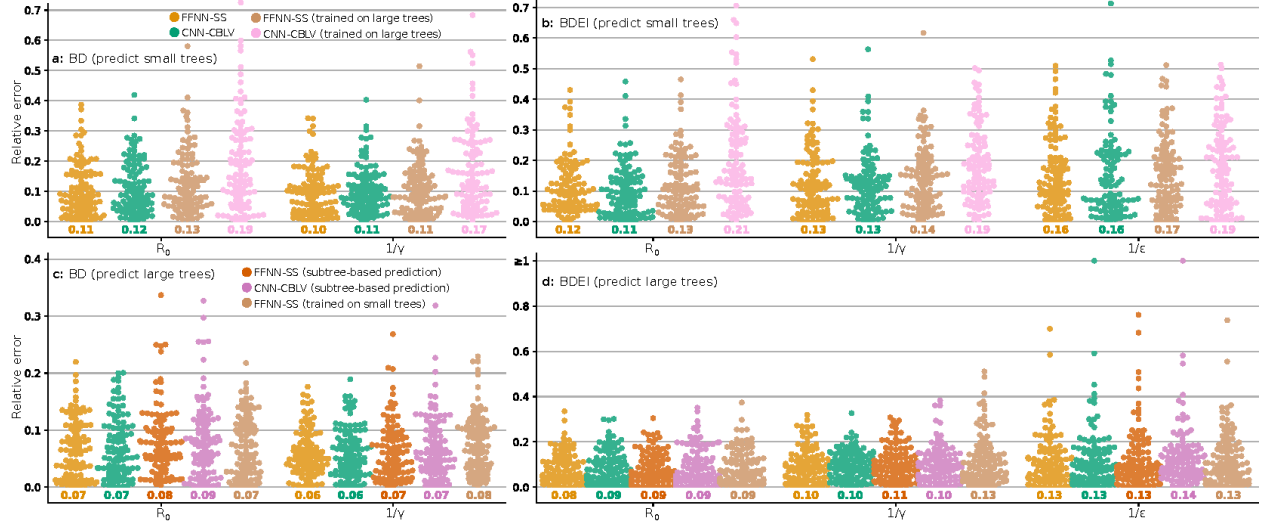 0.7
0.6
0.5
0.4
0.3
0.2
0.1
0.0
Relative error
FFNN-SS
CNN-CBLV
FFNN-SS (trained on large trees)
CNN-CBLV (trained on large trees)
a: BD (predict small trees)
0.11 0.12 0.13 0.19 0.10 0.11 0.11 0.17
R₀ 1/γ
0.7
0.6
0.5
0.4
0.3
0.2
0.1
0.0
b: BDEI (predict small trees)
0.12 0.11 0.13 0.21 0.13 0.13 0.14 0.19 0.16 0.16 0.17 0.19
R₀ 1/γ 1/ε
0.4
0.3
0.2
0.1
0.0
Relative error
c: BD (predict large trees)
FFNN-SS (subtree-based prediction)
CNN-CBLV (subtree-based prediction)
FFNN-SS (trained on small trees)
0.07 0.07 0.08 0.09 0.07 0.06 0.06 0.07 0.07 0.08
R₀ 1/γ
≥1
0.8
0.6
0.4
0.2
0.0
d: BDEI (predict large trees)
0.08 0.09 0.09 0.09 0.09 0.10 0.10 0.11 0.10 0.13 0.13 0.13 0.13 0.14 0.13
R₀ 1/γ 1/ε